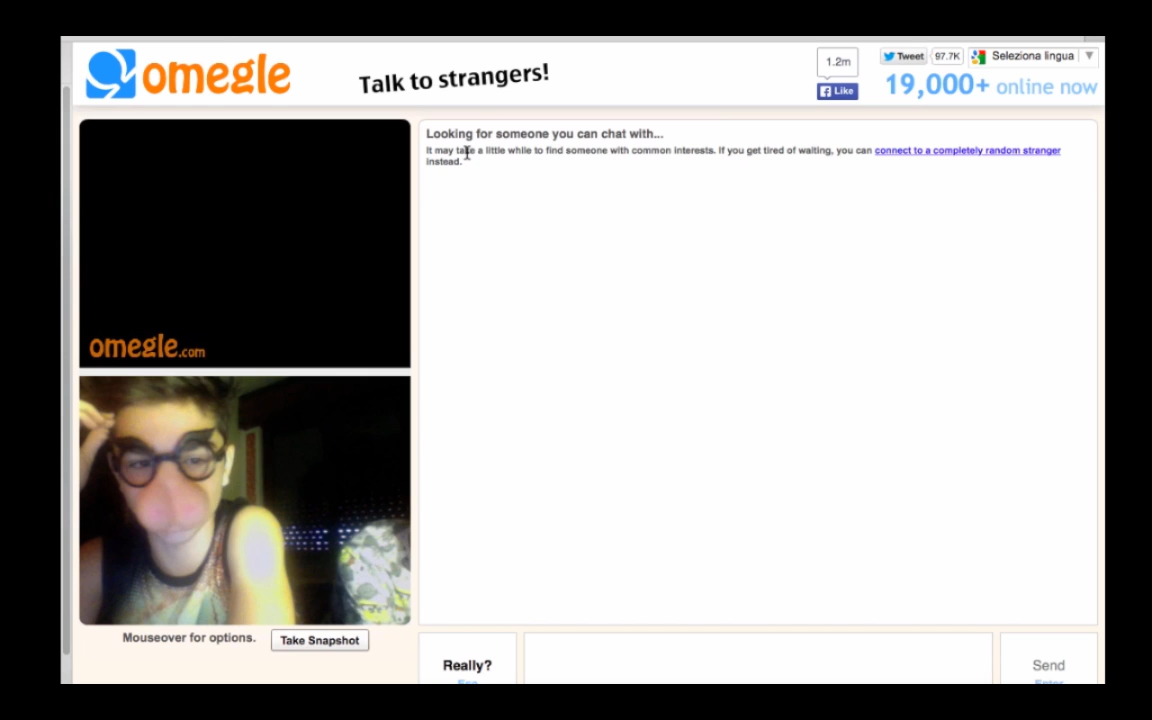 omegle
Talk to strangers!
1.2m
Like
Tweet
97.7K
Seleziona lingua
19,000+ online now
Looking for someone you can chat with...
It may take a little while to find someone with common interests. If you get tired of waiting, you can connect to a completely random stranger
instead.
omegle.com
Mouseover for options.
Take Snapshot
Really?
Esc
Send
Enter